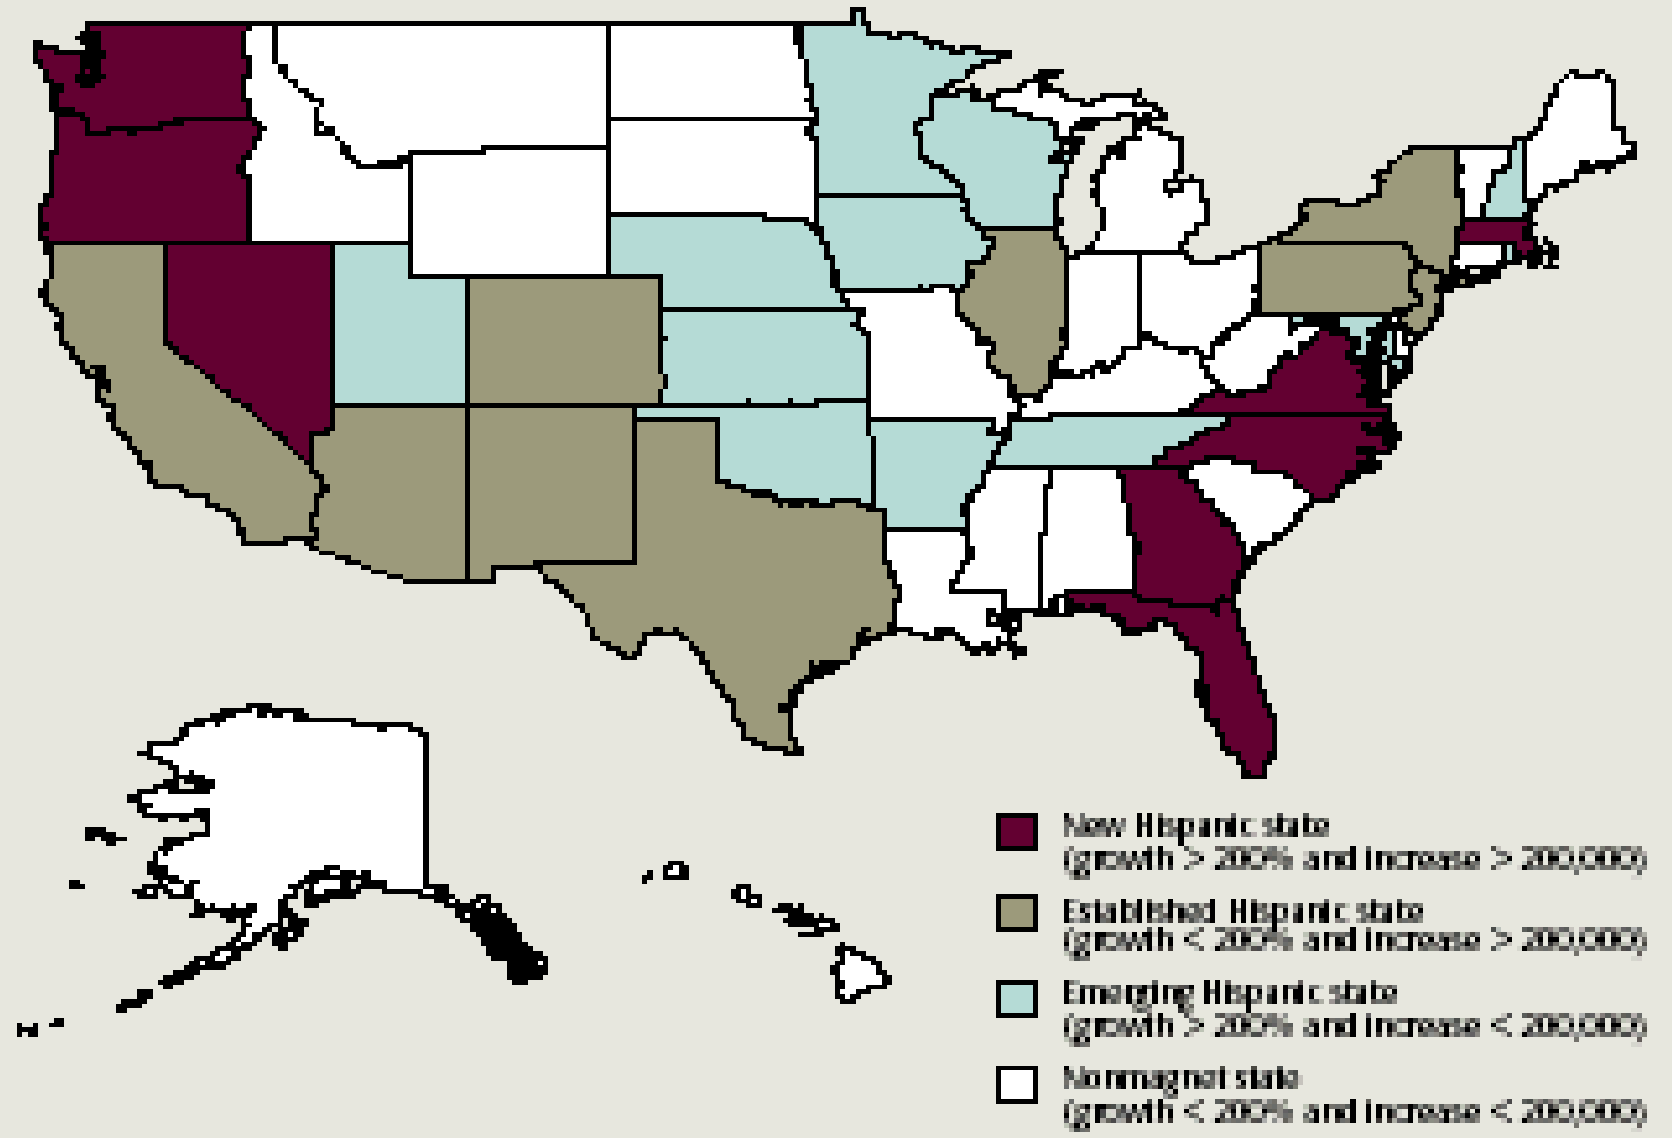 New Hispanic state
(growth > 200% and increase > 200,000)
Established Hispanic state
(growth < 200% and increase > 200,000)
Emerging Hispanic state
(growth > 200% and increase < 200,000)
Nonmagnet state
(growth < 200% and increase < 200,000)